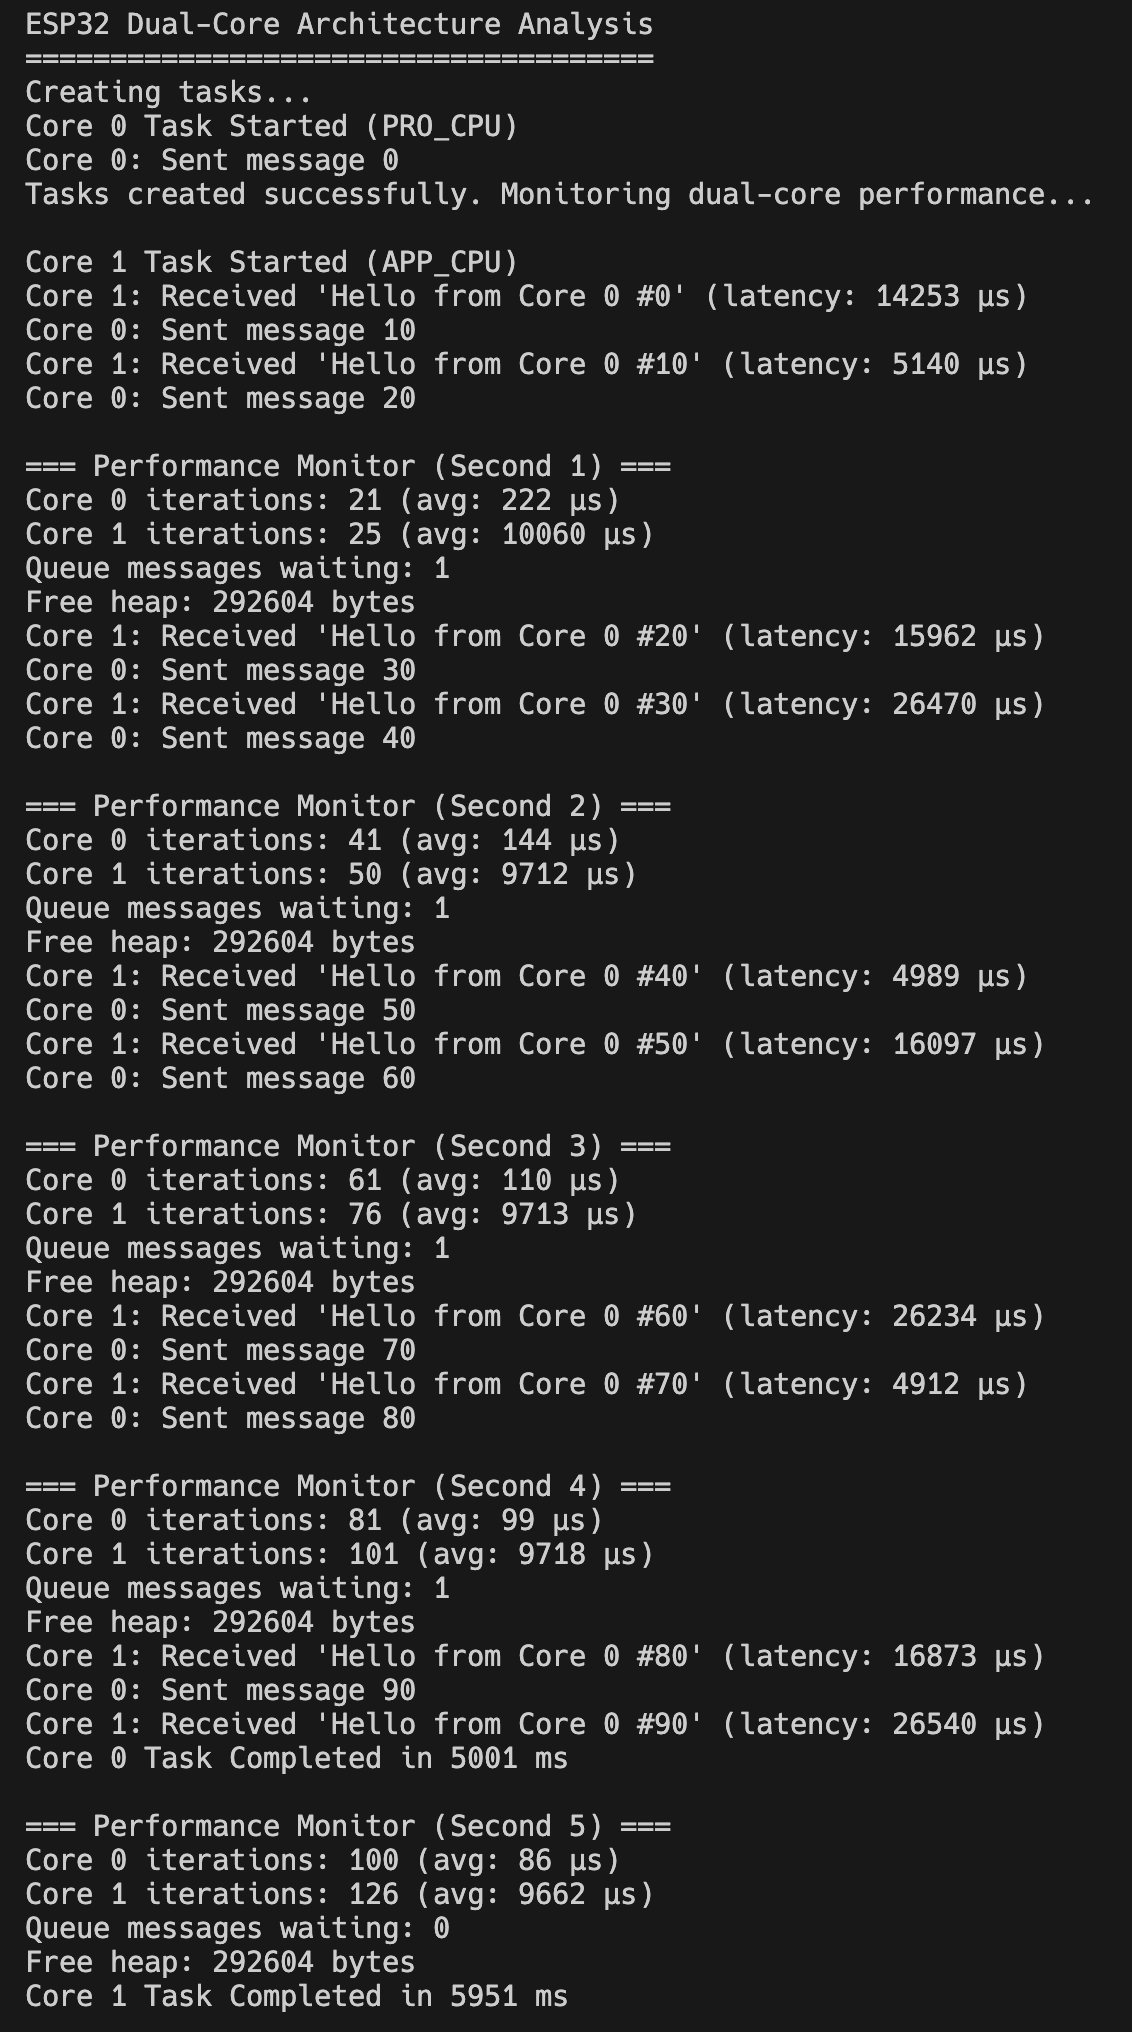 ESP32 Dual-Core Architecture Analysis
=====================================
Creating tasks...
Core 0 Task Started (PRO_CPU)
Core 0: Sent message 0
Tasks created successfully. Monitoring dual-core performance...
Core 1 Task Started (APP_CPU)
Core 1: Received 'Hello from Core 0 #0' (latency: 14253 µs)
Core 0: Sent message 10
Core 1: Received 'Hello from Core 0 #10' (latency: 5140 µs)
Core 0: Sent message 20
=== Performance Monitor (Second 1) ===
Core 0 iterations: 21 (avg: 222 µs)
Core 1 iterations: 25 (avg: 10060 µs)
Queue messages waiting: 1
Free heap: 292604 bytes
Core 1: Received 'Hello from Core 0 #20' (latency: 15962 µs)
Core 0: Sent message 30
Core 1: Received 'Hello from Core 0 #30' (latency: 26470 µs)
Core 0: Sent message 40
=== Performance Monitor (Second 2) ===
Core 0 iterations: 41 (avg: 144 µs)
Core 1 iterations: 50 (avg: 9712 µs)
Queue messages waiting: 1
Free heap: 292604 bytes
Core 1: Received 'Hello from Core 0 #40' (latency: 4989 µs)
Core 0: Sent message 50
Core 1: Received 'Hello from Core 0 #50' (latency: 16097 µs)
Core 0: Sent message 60
=== Performance Monitor (Second 3) ===
Core 0 iterations: 61 (avg: 110 µs)
Core 1 iterations: 76 (avg: 9713 µs)
Queue messages waiting: 1
Free heap: 292604 bytes
Core 1: Received 'Hello from Core 0 #60' (latency: 26234 µs)
Core 0: Sent message 70
Core 1: Received 'Hello from Core 0 #70' (latency: 4912 µs)
Core 0: Sent message 80
=== Performance Monitor (Second 4) ===
Core 0 iterations: 81 (avg: 99 µs)
Core 1 iterations: 101 (avg: 9718 µs)
Queue messages waiting: 1
Free heap: 292604 bytes
Core 1: Received 'Hello from Core 0 #80' (latency: 16873 µs)
Core 0: Sent message 90
Core 1: Received 'Hello from Core 0 #90' (latency: 26540 µs)
Core 0 Task Completed in 5001 ms
=== Performance Monitor (Second 5) ===
Core 0 iterations: 100 (avg: 86 µs)
Core 1 iterations: 126 (avg: 9662 µs)
Queue messages waiting: 0
Free heap: 292604 bytes
Core 1 Task Completed in 5951 ms